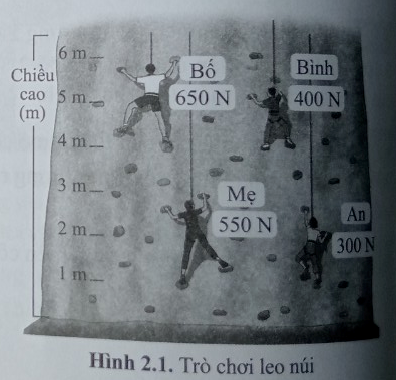 Chiều
cao
(m)
6 m
5 m
4 m
3 m
2 m
1 m
Bố
650 N
Bình
400 N
Mẹ
550 N
An
300 N
Hình 2.1. Trò chơi leo núi